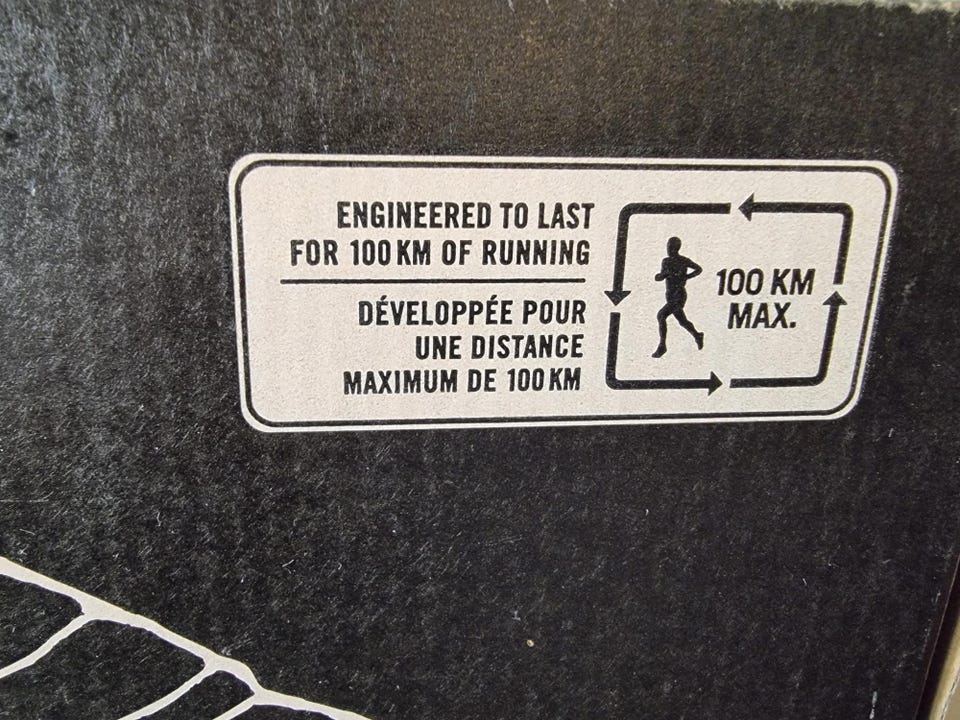 ENGINEERED TO LAST
FOR 100 KM OF RUNNING
DÉVELOPPÉE POUR
UNE DISTANCE
MAXIMUM DE 100 KM
100 KM
MAX.